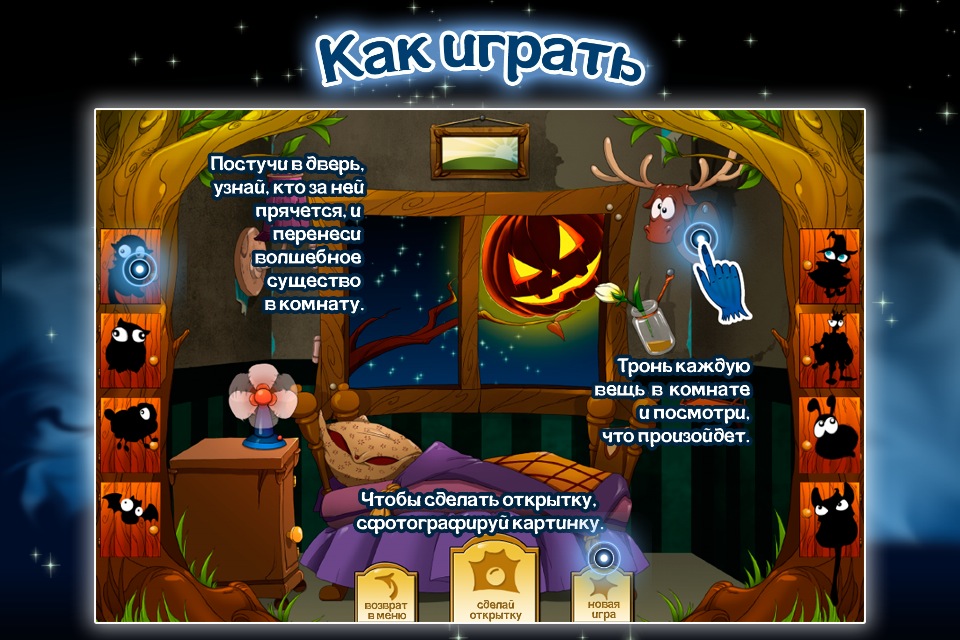 Как играть
Постучи в дверь,
узнай, кто за ней
прячется, и
перенеси
волшебное
существо
в комнату.
Тронь каждую
вещь в комнате
и посмотри,
что произойдет.
Чтобы сделать открытку,
сфотографируй картинку.
возврат
в меню
сделай
открытку
новая
игра